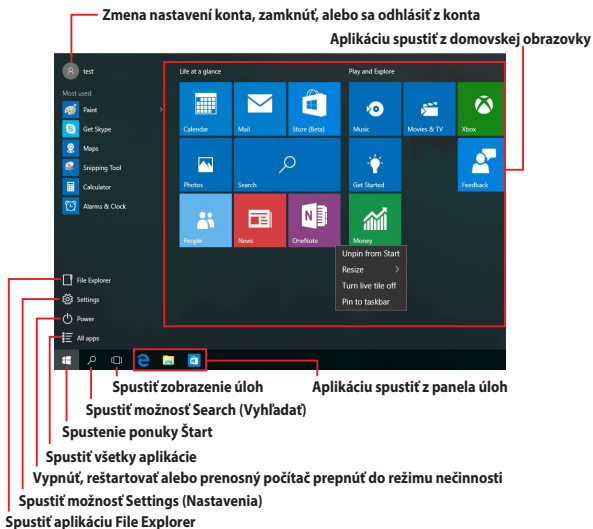 Zmena nastavení konta, zamknúť, alebo sa odhlásiť z konta
Aplikáciu spustiť z domovskej obrazovky
test
Most used
Paint
Get Skype
Maps
Snipping Tool
Calculator
Alarms & Clock
File Explorer
Settings
Power
All apps
Life at a glance
Calendar
Mail
Store (Beta)
Photos
Search
People
News
OneNote
Play and Explore
Music
Movies & TV
Xbox
Get Started
Feedback
Money
Unpin from Start
Resize
Turn live tile off
Pin to taskbar
Spustiť zobrazenie úloh
Aplikáciu spustiť z panela úloh
Spustiť možnosť Search (Vyhľadať)
Spustenie ponuky Štart
Spustiť všetky aplikácie
Vypnúť, reštartovať alebo prenosný počítač prepnúť do režimu nečinnosti
Spustiť možnosť Settings (Nastavenia)
Spustiť aplikáciu File Explorer